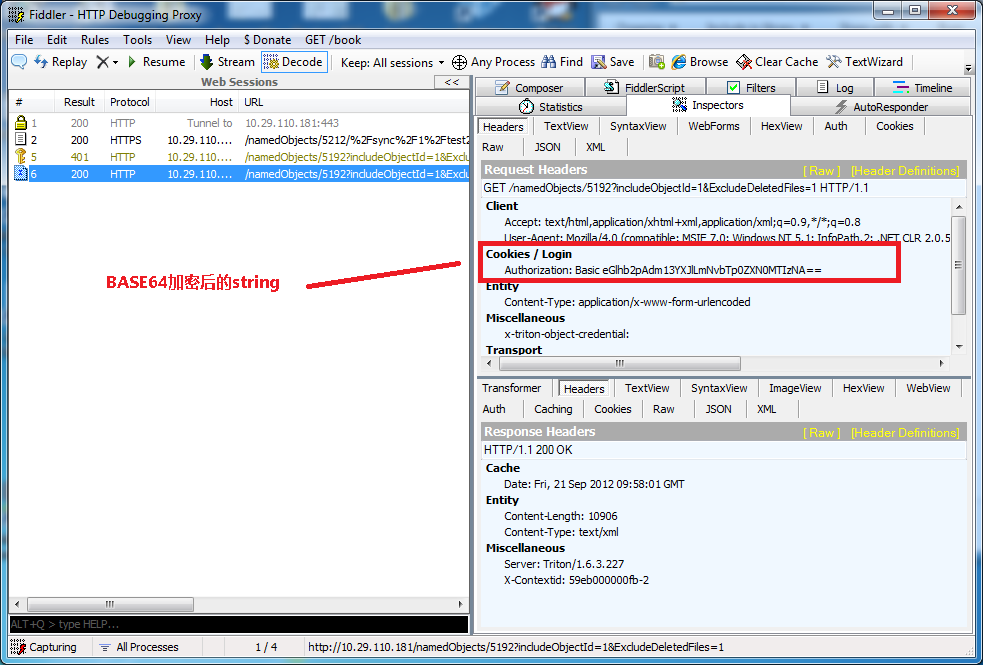 Fiddler - HTTP Debugging Proxy
File Edit Rules Tools View Help $ Donate GET /book
Replay Resume Stream Decode Keep: All sessions Any Process Find Save Browse Clear Cache TextWizard
Web Sessions <<
# Result Protocol Host URL
1 200 HTTP Tunnel to 10.29.110.181:443
2 200 HTTPS 10.29.110.... /namedObjects/5212/%2Fsync%2F1%2Ftest2
5 401 HTTP 10.29.110.... /namedObjects/5192?includeObjectId=1&Exclu
6 200 HTTP 10.29.110.... /namedObjects/5192?includeObjectId=1&Exclu
BASE64加密后的string
ALT+Q > type HELP...
Composer FiddlerScript Filters Log Timeline
Statistics Inspectors AutoResponder
Headers TextView SyntaxView WebForms HexView Auth Cookies
Raw JSON XML
Request Headers [ Raw ] [Header Definitions]
GET /namedObjects/5192?includeObjectId=1&ExcludeDeletedFiles=1 HTTP/1.1
Client
Accept: text/html,application/xhtml+xml,application/xml;q=0.9,*/*;q=0.8
User-Agent: Mozilla/4.0 (compatible; MSIE 7.0; Windows NT 5.1; InfoPath.2; .NET CLR 2.0.5
Cookies / Login
Authorization: Basic eGlhb2pAdm13YXJlLmNvbTp0ZXN0MTIzNA==
Entity
Content-Type: application/x-www-form-urlencoded
Miscellaneous
x-triton-object-credential:
Transport
Transformer Headers TextView SyntaxView ImageView HexView WebView
Auth Caching Cookies Raw JSON XML
Response Headers [ Raw ] [Header Definitions]
HTTP/1.1 200 OK
Cache
Date: Fri, 21 Sep 2012 09:58:01 GMT
Entity
Content-Length: 10906
Content-Type: text/xml
Miscellaneous
Server: Triton/1.6.3.227
X-Contextid: 59eb000000fb-2
Capturing All Processes 1 / 4 http://10.29.110.181/namedObjects/5192?includeObjectId=1&ExcludeDeletedFiles=1